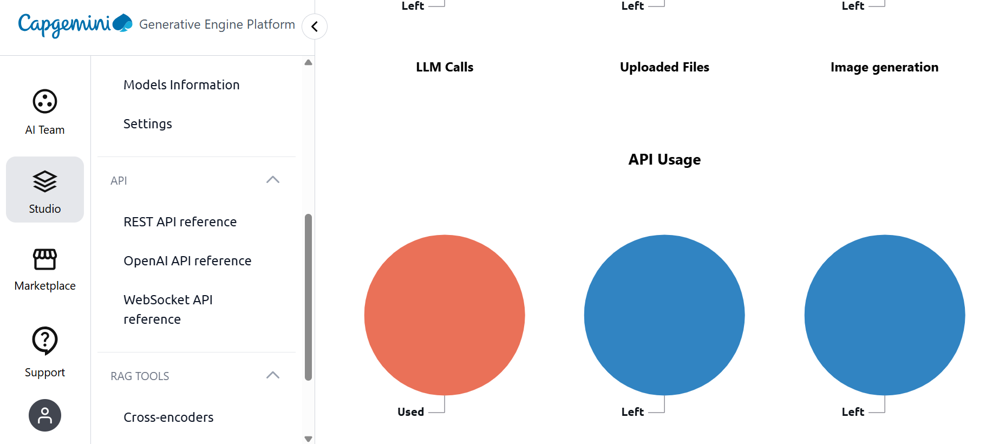 Capgemini
Generative Engine Platform
AI Team
Studio
Marketplace
Support
Models Information
Settings
API
REST API reference
OpenAI API reference
WebSocket API
reference
RAG TOOLS
Cross-encoders
Left
Left
Left
LLM Calls
Uploaded Files
Image generation
API Usage
Used
Left
Left